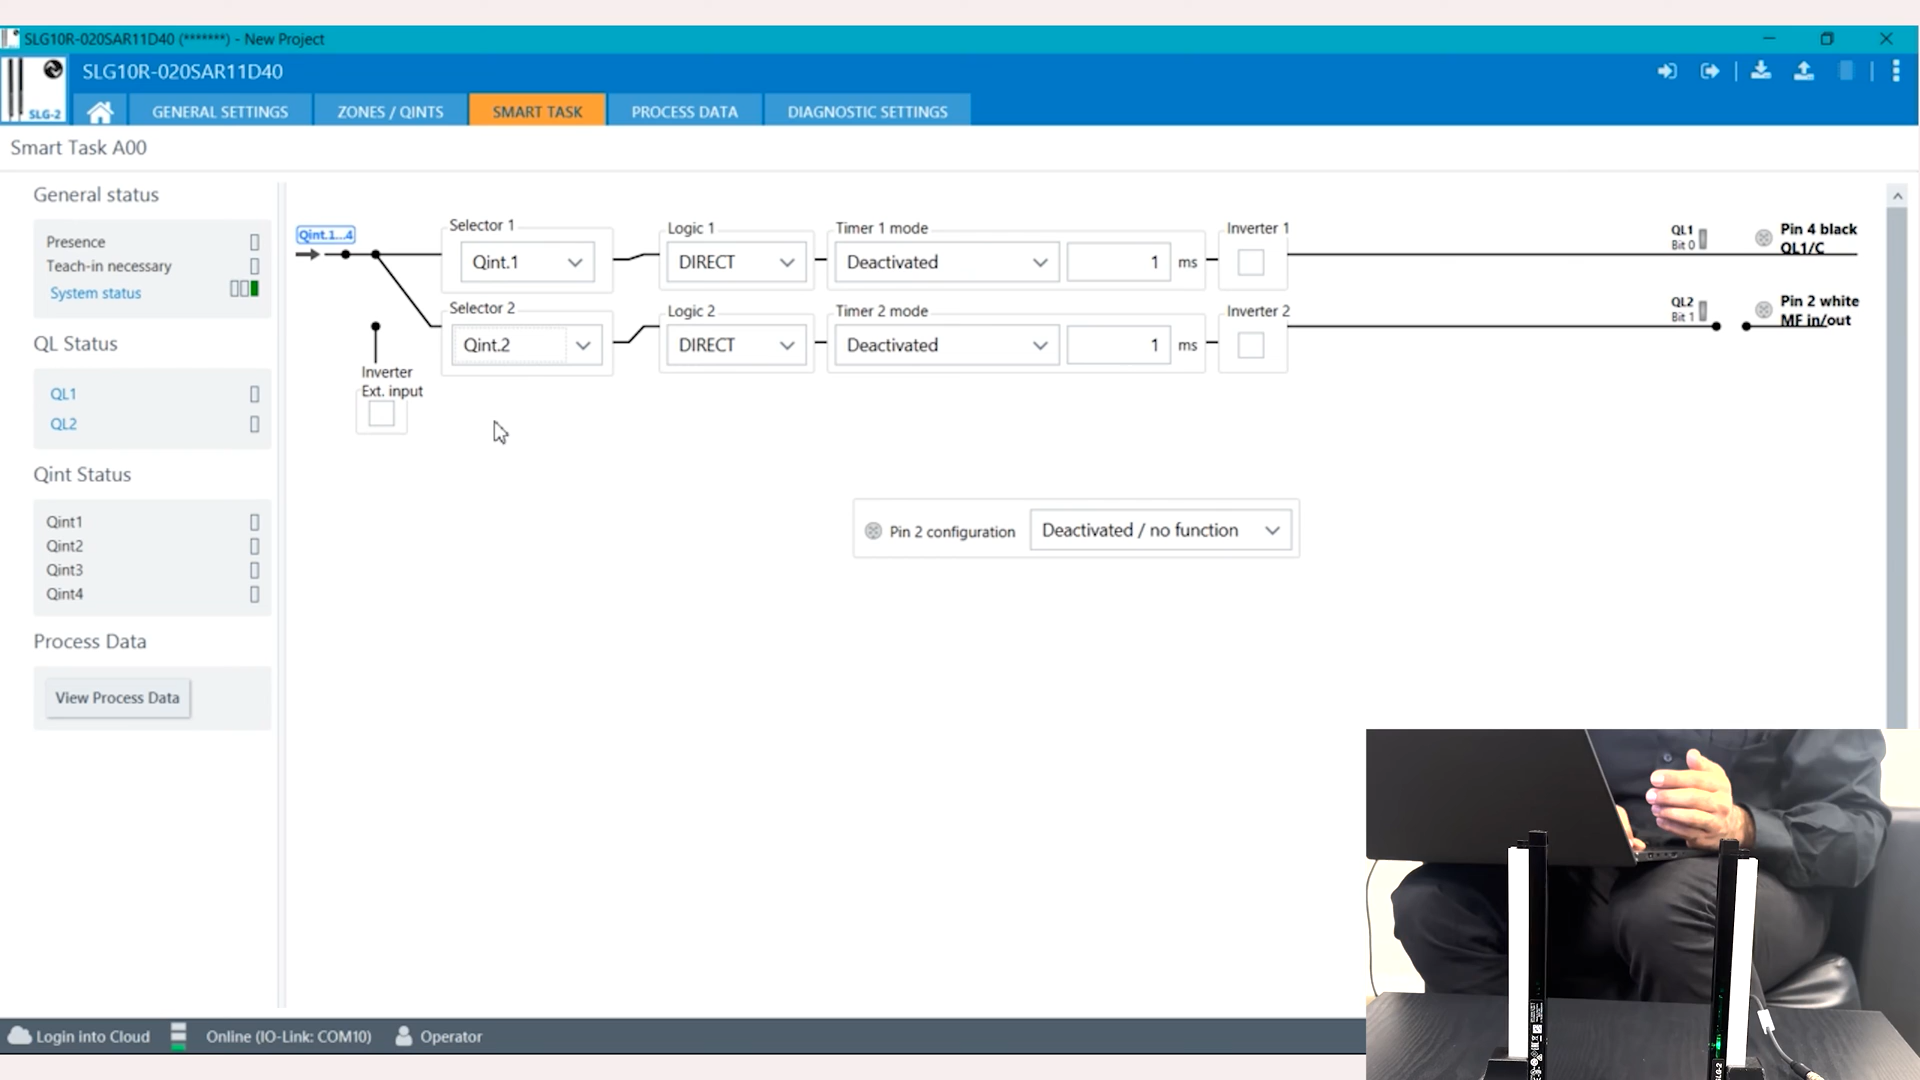 SLG10R-020SAR11D40 (*******) - New Project
SLG10R-020SAR11D40
SLG-2
GENERAL SETTINGS
ZONES / QINTS
SMART TASK
PROCESS DATA
DIAGNOSTIC SETTINGS
Smart Task A00
General status
Presence
Teach-in necessary
System status
QL Status
QL1
QL2
Qint Status
Qint1
Qint2
Qint3
Qint4
Process Data
View Process Data
Qint.1...4
Selector 1
Qint.1
Logic 1
DIRECT
Timer 1 mode
Deactivated
1 ms
Inverter 1
QL1
Bit 0
Pin 4 black
QL1/C
Selector 2
Qint.2
Logic 2
DIRECT
Timer 2 mode
Deactivated
1 ms
Inverter 2
QL2
Bit 1
Pin 2 white
MF in/out
Inverter
Ext. input
Pin 2 configuration
Deactivated / no function
Login into Cloud
Online (IO-Link: COM10)
Operator
SLG-2